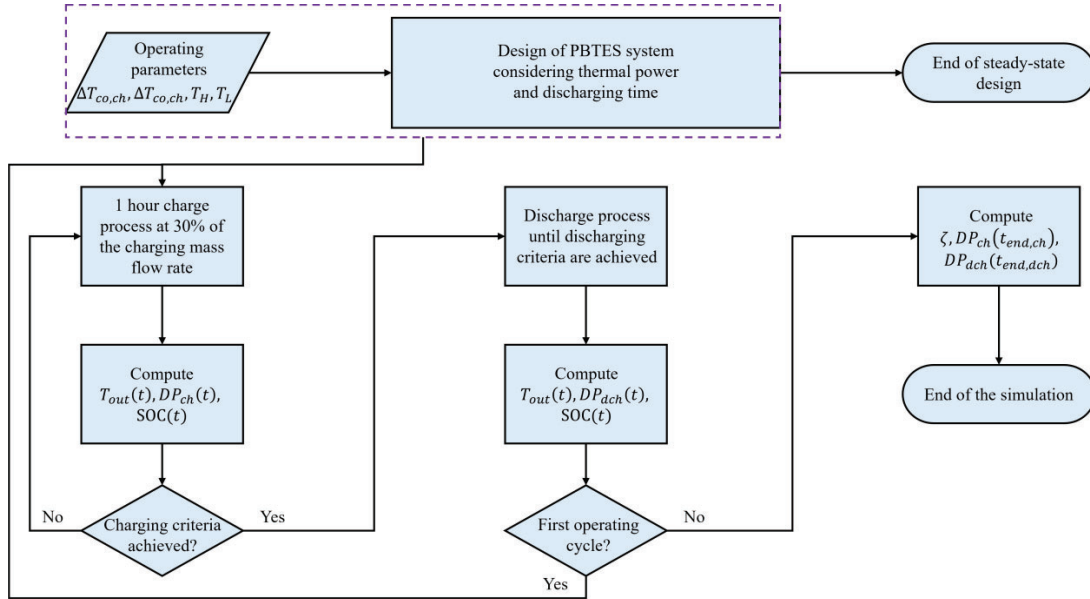 Operating
parameters
ΔT_{co,ch}, ΔT_{co,ch}, T_H, T_L
Design of PBTES system
considering thermal power
and discharging time
End of steady-state
design
1 hour charge
process at 30% of
the charging mass
flow rate
Discharge process
until discharging
criteria are achieved
Compute
ζ, DP_{ch}(t_{end,ch}),
DP_{dch}(t_{end,dch})
Compute
T_{out}(t), DP_{ch}(t),
SOC(t)
Compute
T_{out}(t), DP_{dch}(t),
SOC(t)
End of the simulation
No
Charging criteria
achieved?
Yes
First operating
cycle?
No
Yes